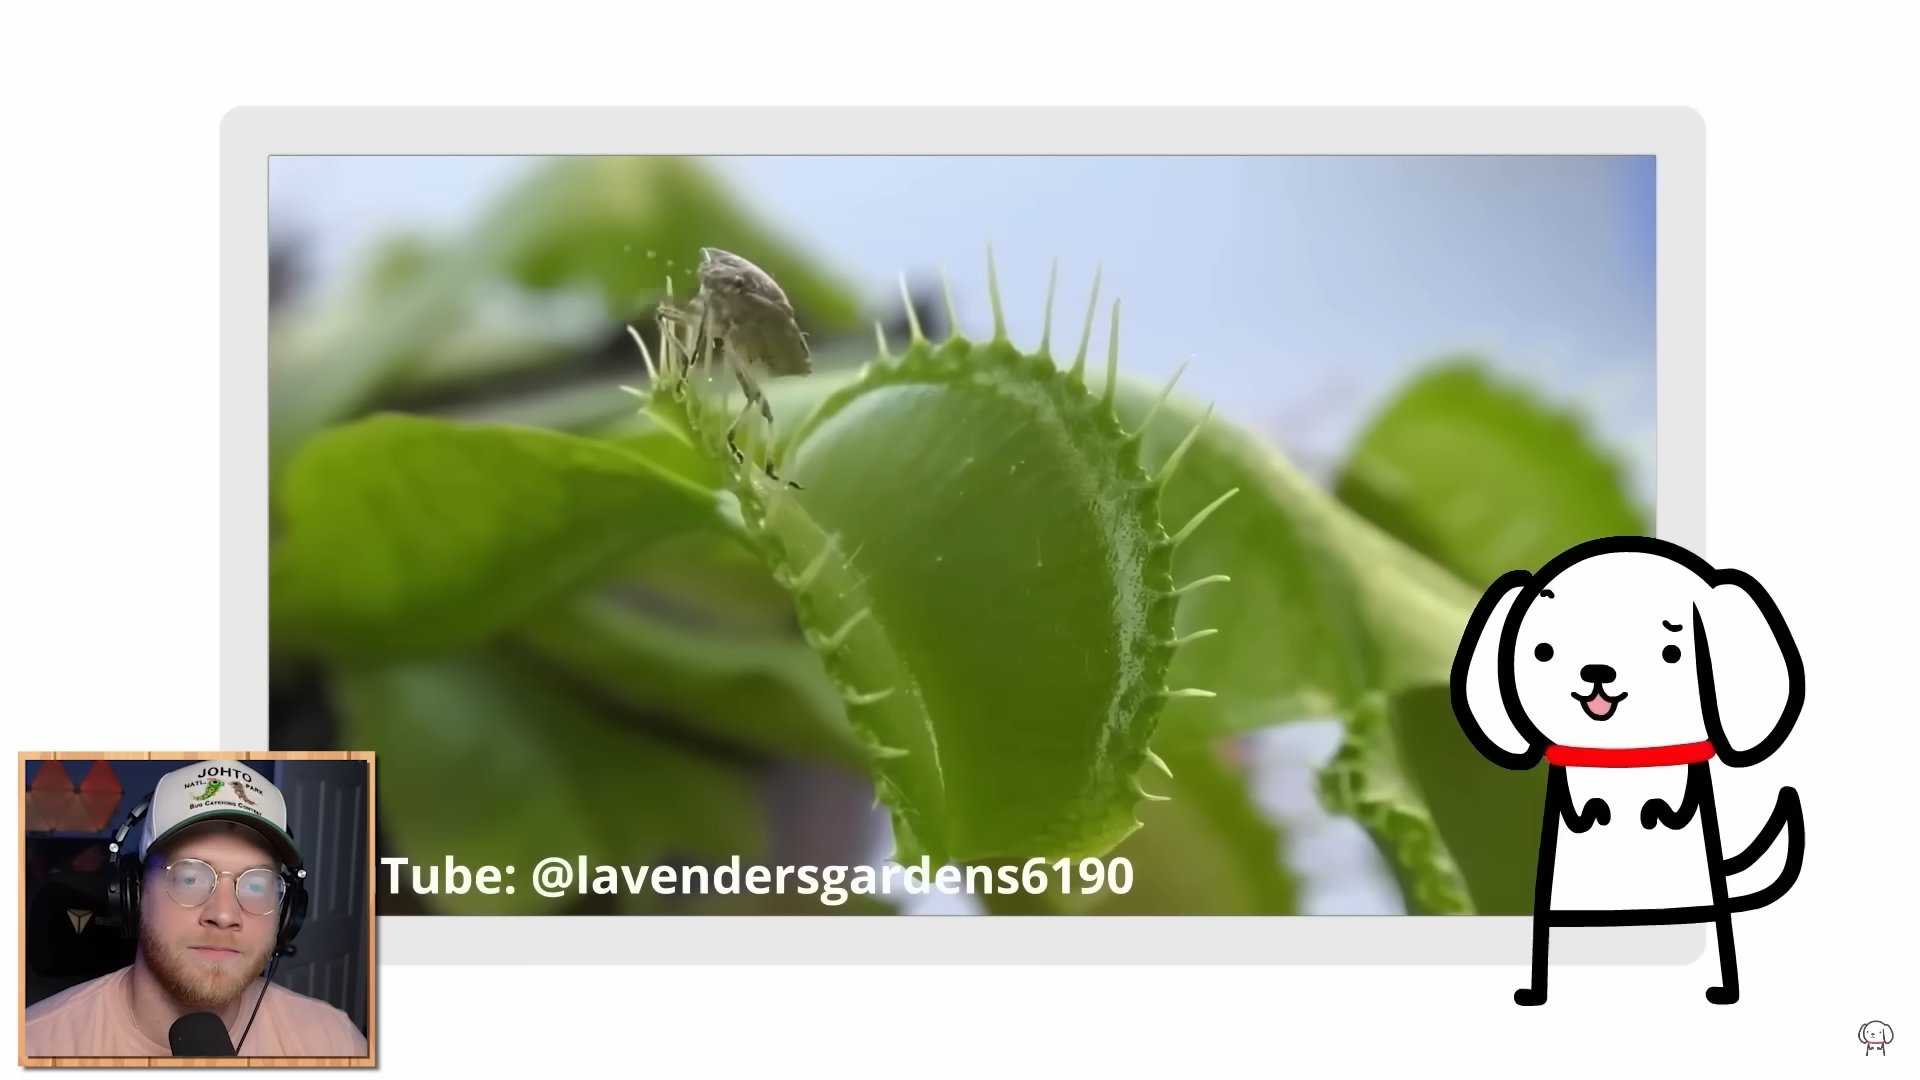 Tube: @lavendersgardens6190
JOHTO
NATL. PARK
BUG CATCHING CONTEST